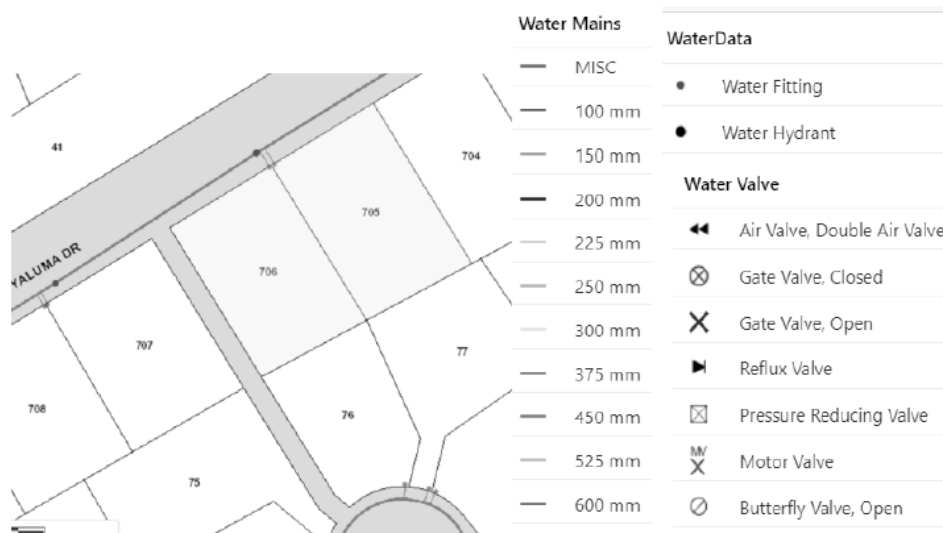 41
704
705
YALUMA DR
706
707
77
708
76
75
Water Mains
MISC
100 mm
150 mm
200 mm
225 mm
250 mm
300 mm
375 mm
450 mm
525 mm
600 mm
WaterData
Water Fitting
Water Hydrant
Water Valve
Air Valve, Double Air Valve
Gate Valve, Closed
Gate Valve, Open
Reflux Valve
Pressure Reducing Valve
MV
Motor Valve
Butterfly Valve, Open